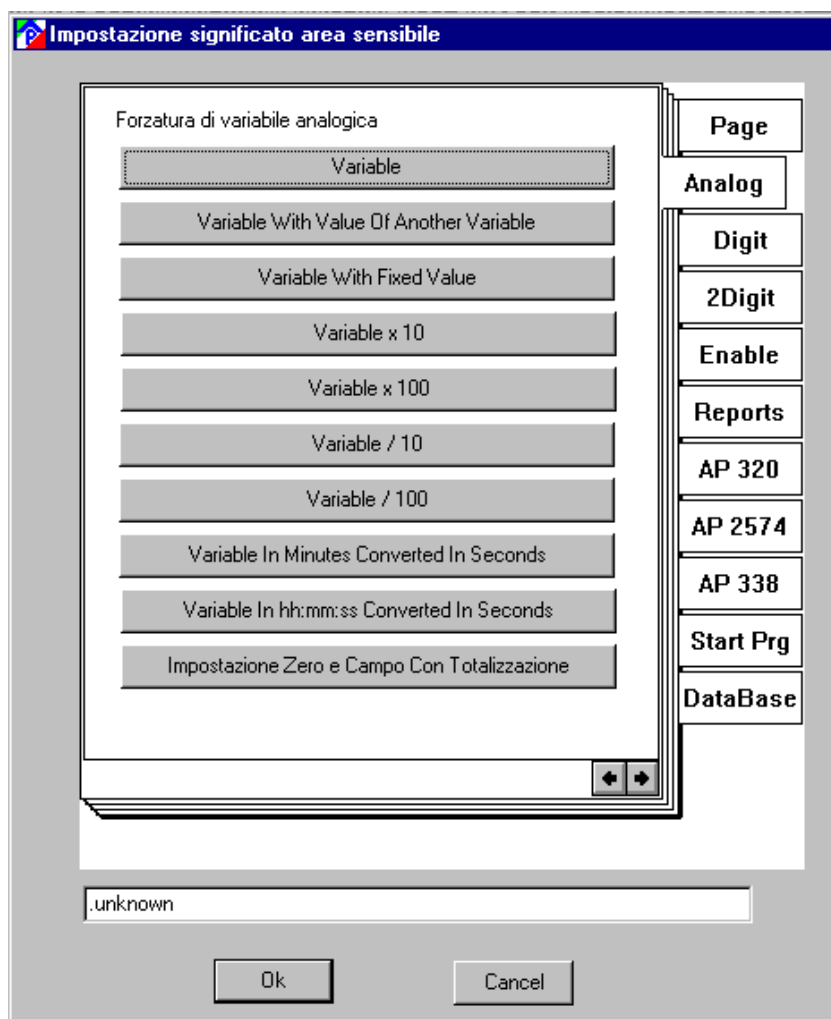 Impostazione significato area sensibile
Forzatura di variabile analogica
Variable
Variable With Value Of Another Variable
Variable With Fixed Value
Variable x 10
Variable x 100
Variable / 10
Variable / 100
Variable In Minutes Converted In Seconds
Variable In hh:mm:ss Converted In Seconds
Impostazione Zero e Campo Con Totalizzazione
Page
Analog
Digit
2Digit
Enable
Reports
AP 320
AP 2574
AP 338
Start Prg
DataBase
.unknown
Ok
Cancel